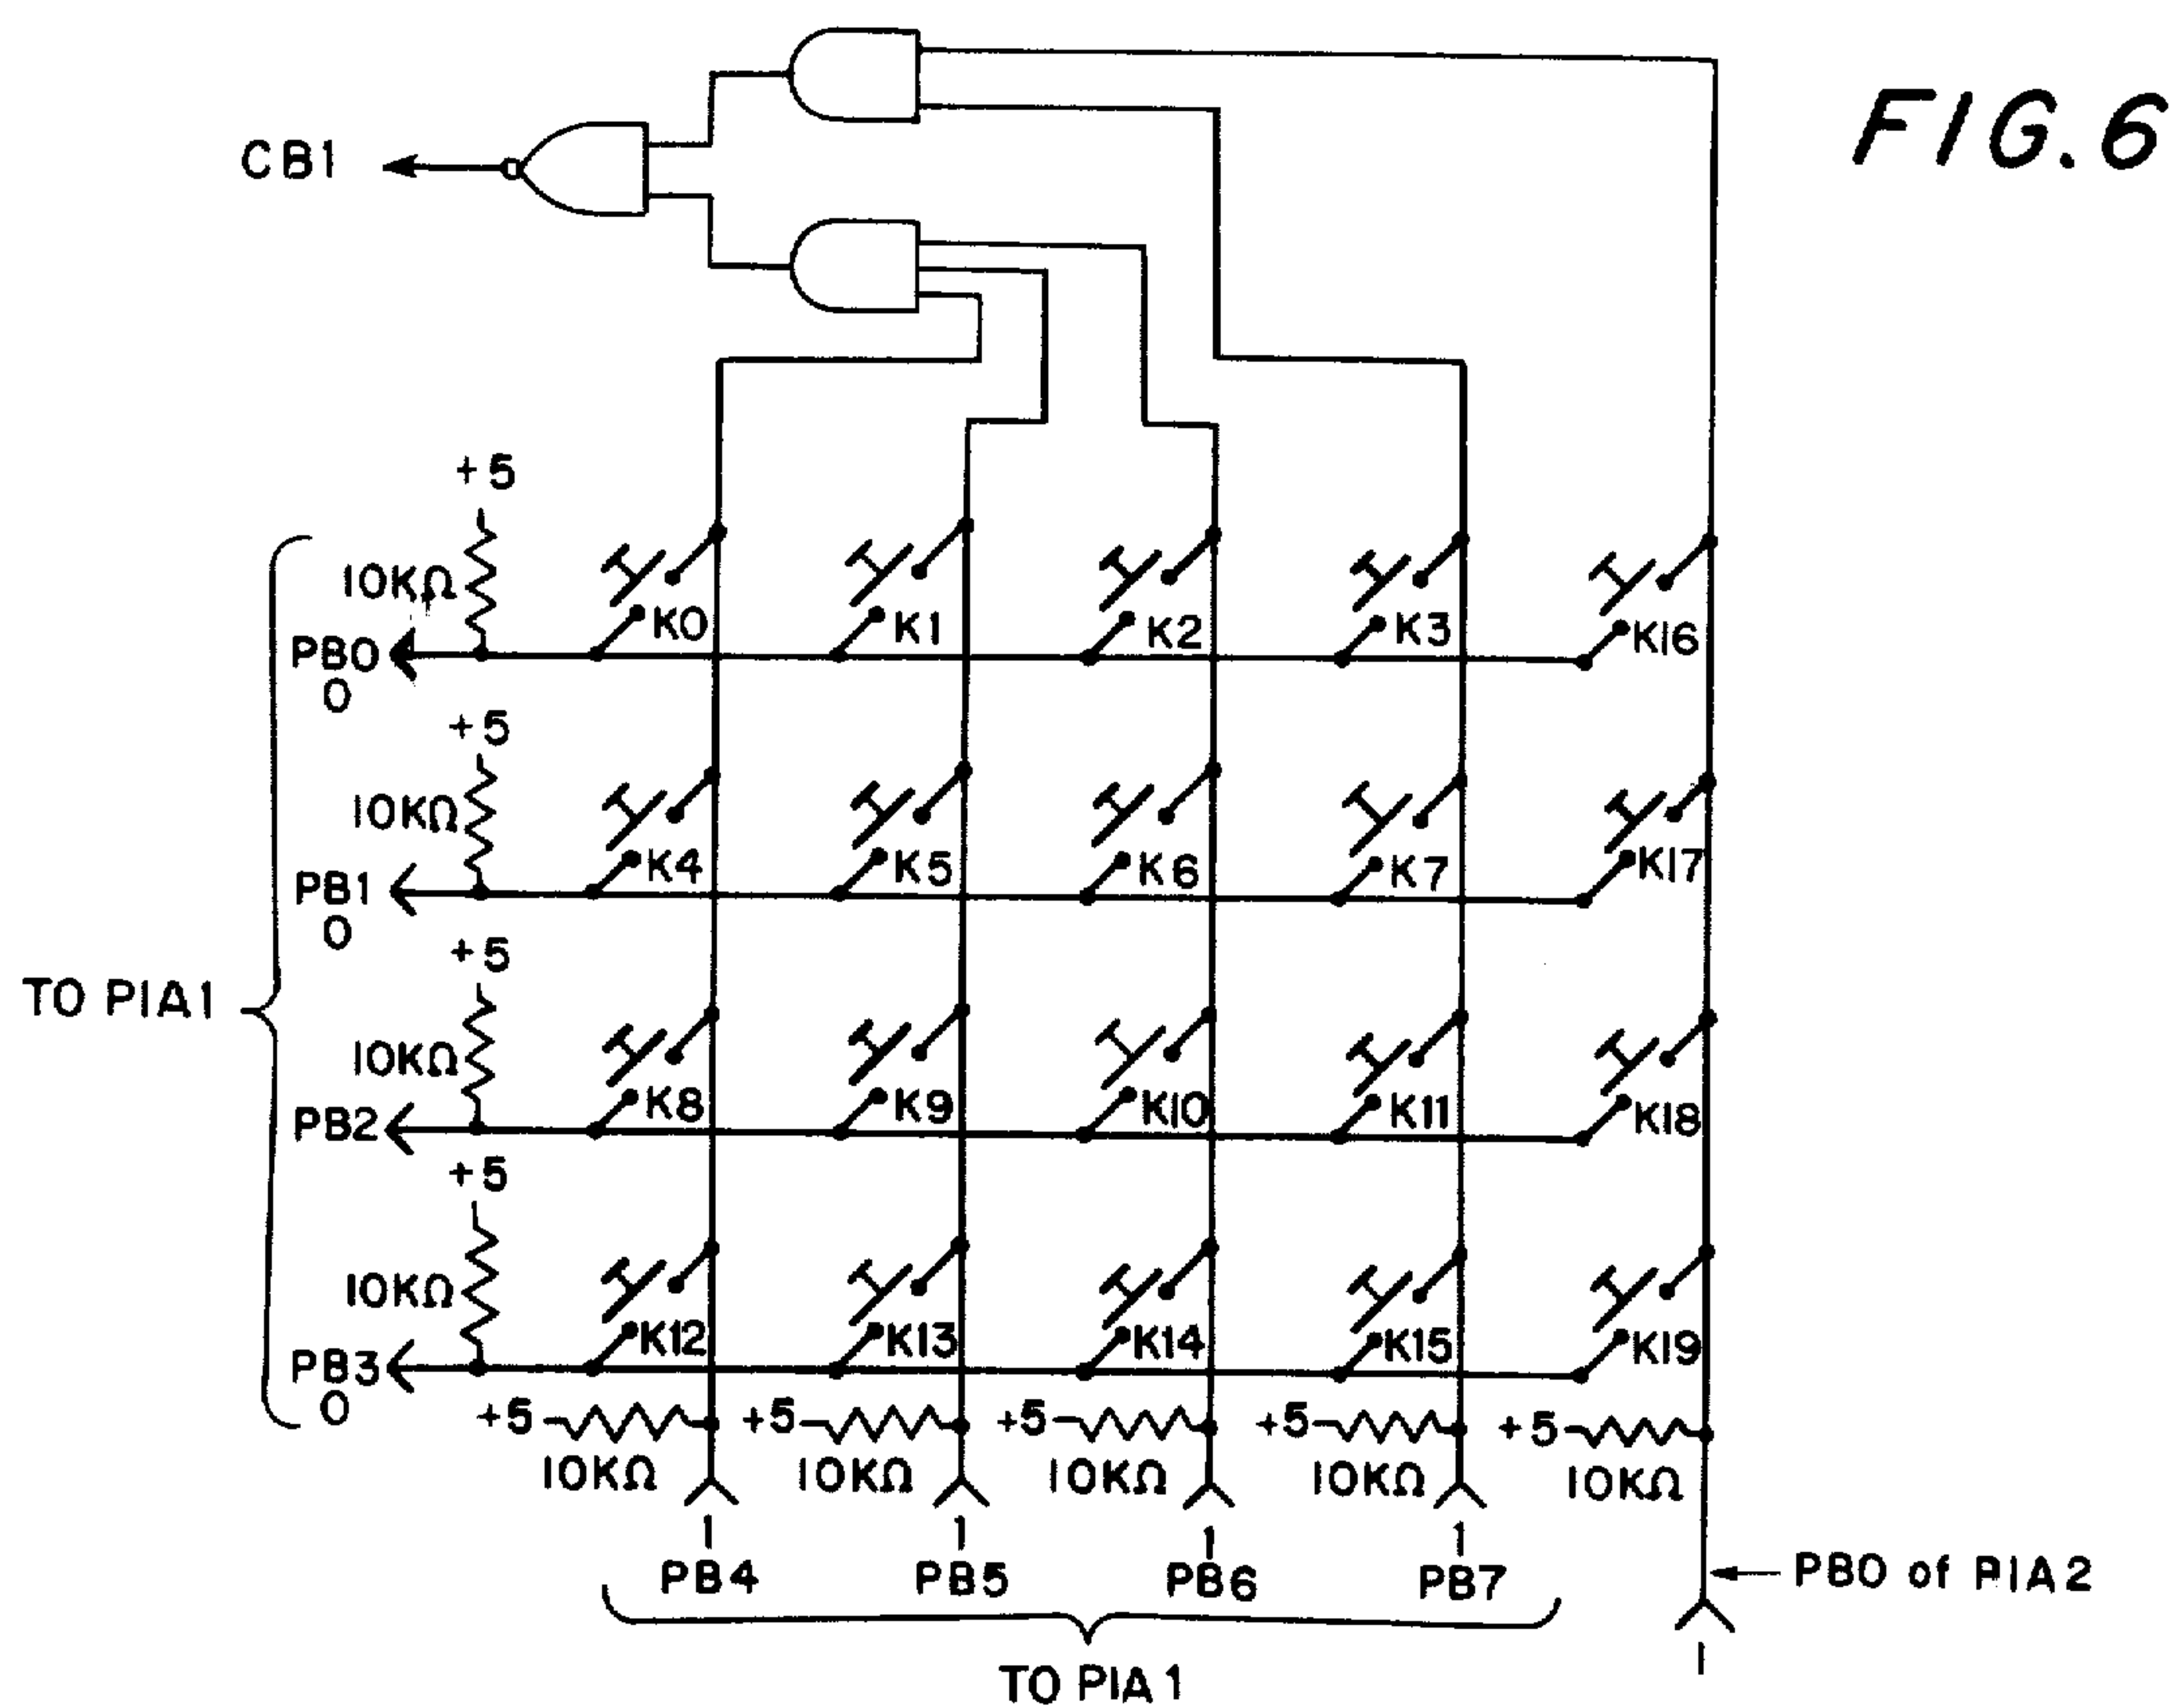 FIG.6
CB1
+5
10KΩ
K0 K1 K2 K3 K16
PB0
0
+5
10KΩ
K4 K5 K6 K7 K17
PB1
0
+5
TO PIA1
10KΩ
K8 K9 K10 K11 K18
PB2
+5
10KΩ
K12 K13 K14 K15 K19
PB3
0
+5 +5 +5 +5 +5
10KΩ 10KΩ 10KΩ 10KΩ 10KΩ
1 1 1 1
PB4 PB5 PB6 PB7
PB0 of PIA2
1
TO PIA1